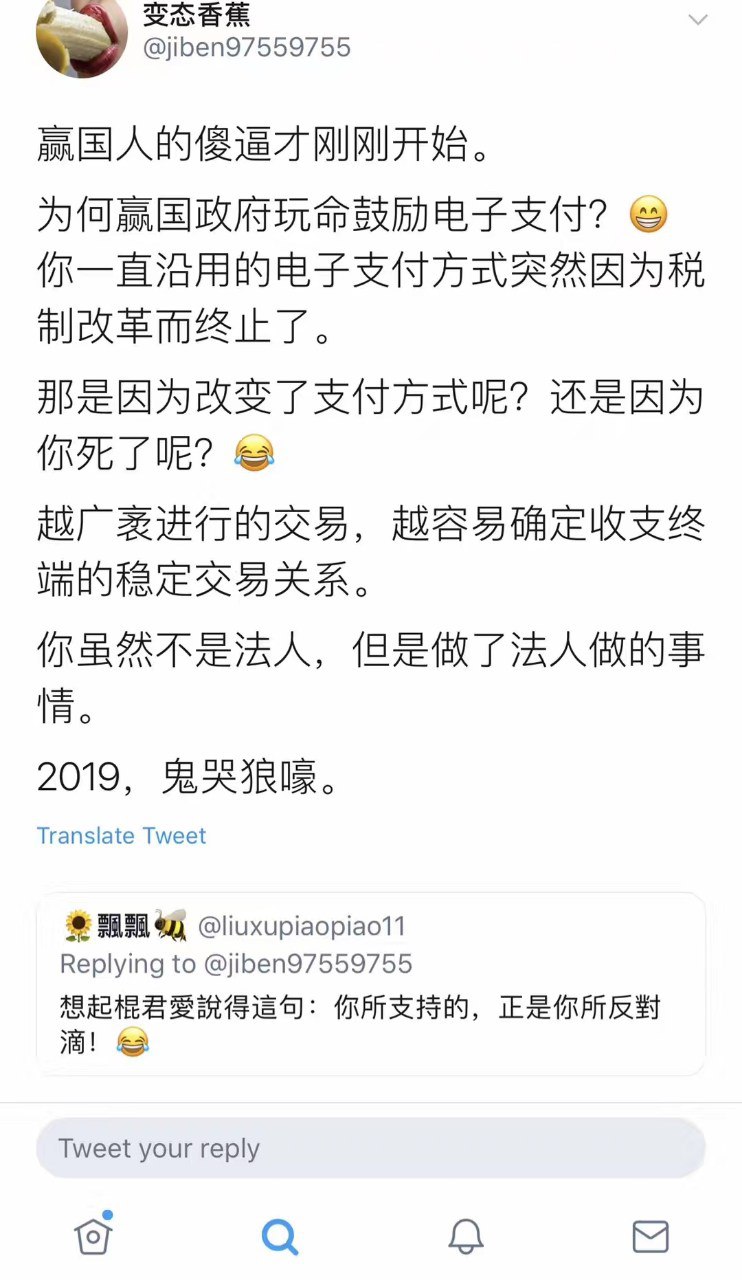 变态香蕉
@jiben97559755
赢国人的傻逼才刚刚开始。
为何赢国政府玩命鼓励电子支付？😁
你一直沿用的电子支付方式突然因为税
制改革而终止了。
那是因为改变了支付方式呢？还是因为
你死了呢？😂
越广袤进行的交易，越容易确定收支终
端的稳定交易关系。
你虽然不是法人，但是做了法人做的事
情。
2019，鬼哭狼嚎。
Translate Tweet
🌻飄飄🐝 @liuxupiaopiao11
Replying to @jiben97559755
想起棍君愛說得這句：你所支持的，正是你所反對
滴！😂
Tweet your reply